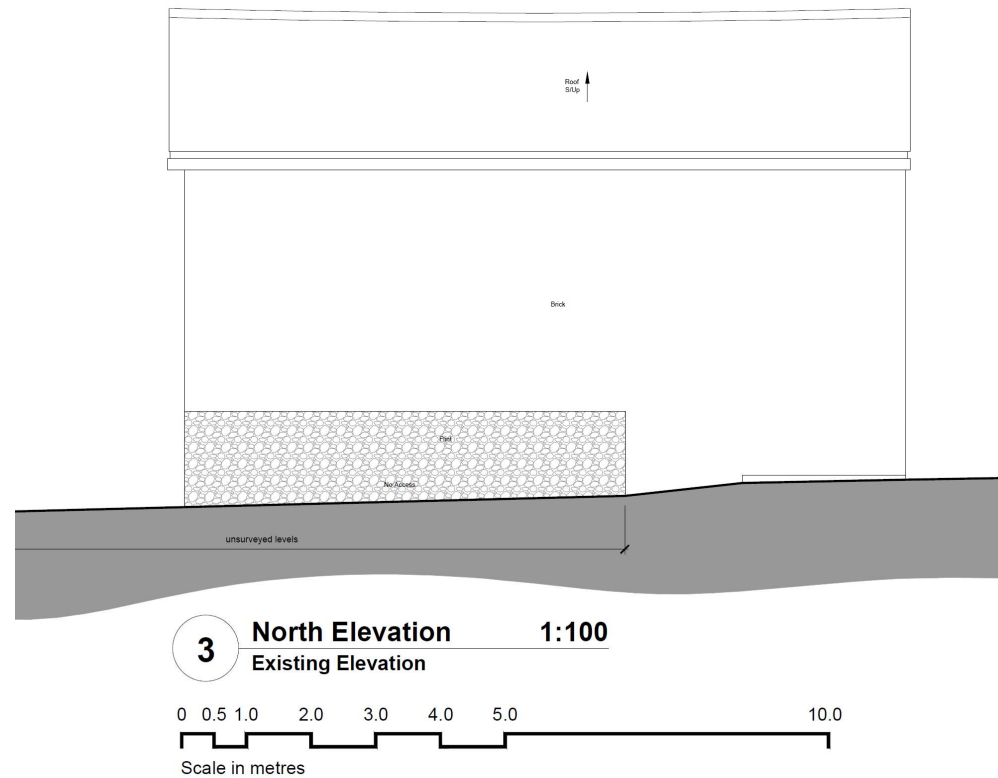 Roof
S/Up
Brick
Flint
No Access
unsurveyed levels
3
North Elevation 1:100
Existing Elevation
0 0.5 1.0 2.0 3.0 4.0 5.0 10.0
Scale in metres